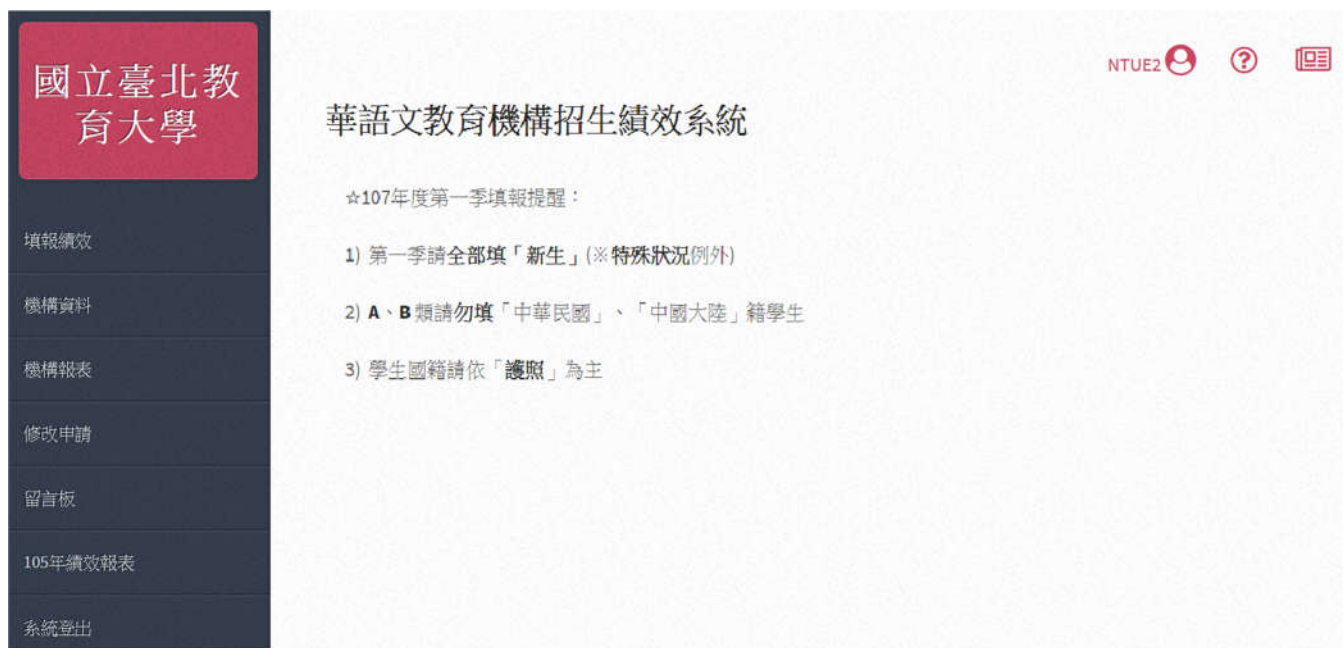 國立臺北教
育大學
填報績效
機構資料
機構報表
修改申請
留言板
105年績效報表
系統登出
NTUE2
華語文教育機構招生績效系統
☆107年度第一季填報提醒：
1) 第一季請全部填「新生」(※特殊狀況例外)
2) A、B 類請勿填「中華民國」、「中國大陸」籍學生
3) 學生國籍請依「護照」為主